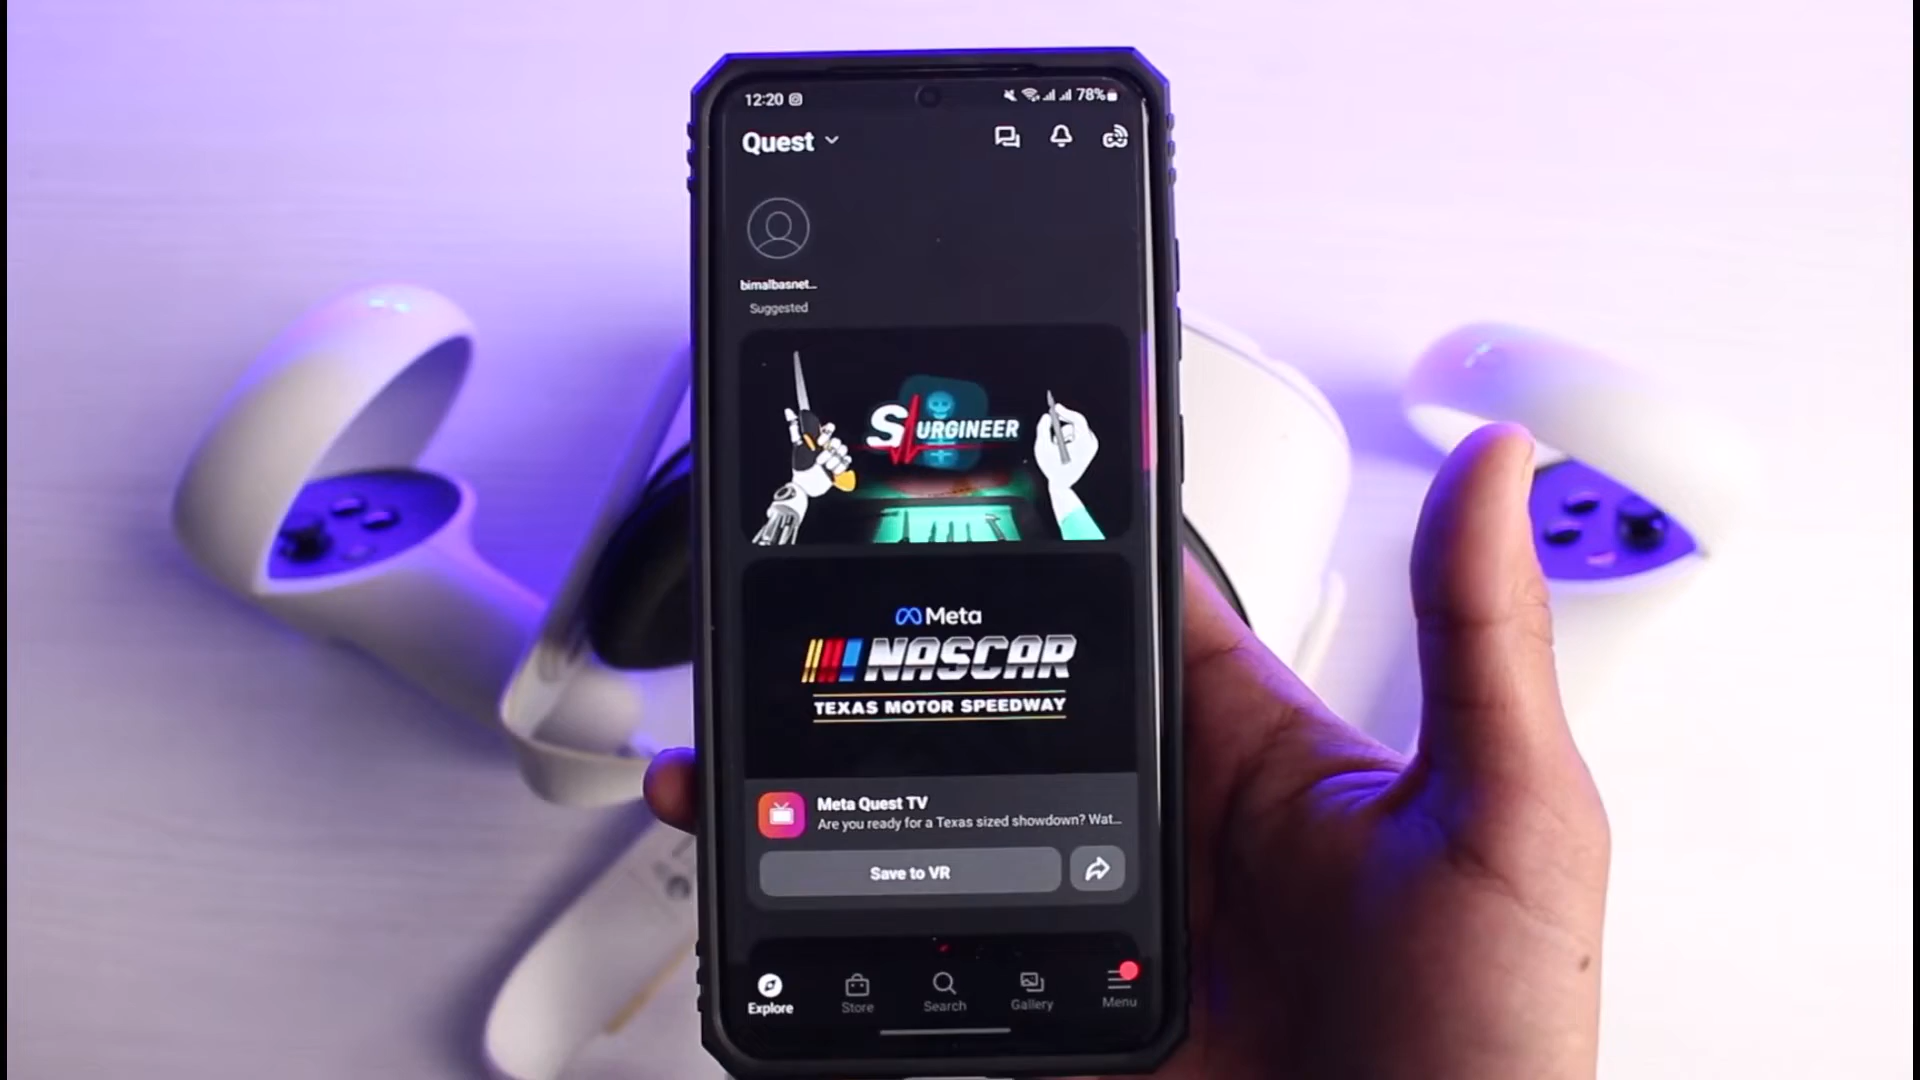 12:20
78%
Quest
bimalbasnet...
Suggested
SURGINEER
Meta
NASCAR
TEXAS MOTOR SPEEDWAY
Meta Quest TV
Are you ready for a Texas sized showdown? Wat...
Save to VR
Explore
Store
Search
Gallery
Menu